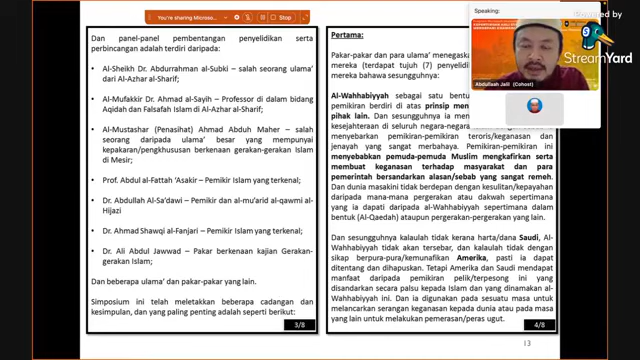 You're sharing Microso...
Stop
Speaking:
Powered by
StreamYard
Abdullaah Jalil (Cohost)
Dan panel-panel pembentangan penyelidikan serta
perbincangan adalah terdiri daripada:
• Al-Sheikh Dr. Abdurrahman al-Subki – salah seorang ulama'
dari Al-Azhar al-Sharif;
• Al-Mufakkir Dr. Ahmad al-Sayih – Professor di dalam bidang
Aqidah dan Falsafah Islam di Al-Azhar al-Sharif;
• Al-Mustashar (Penasihat) Ahmad Abduh Maher – salah
seorang daripada ulama' besar yang mempunyai
kepakaran/pengkhususan berkenaan gerakan-gerakan Islam
di Mesir;
• Prof. Abdul al-Fattah 'Asakir – Pemikir Islam yang terkenal;
• Dr. Abdullah Al-Sa'dawi – Pemikir dan al-mu'arid al-qawmi al-
Hijazi
• Dr. Ahmad Shawqi al-Fanjari – Pemikir Islam yang terkenal;
• Dr. Ali Abdul Jawwad – Pakar berkenaan kajian Gerakan-
gerakan Islam;
Dan beberapa ulama' dan pakar-pakar yang lain.
Simposium ini telah meletakkan beberapa cadangan dan
kesimpulan, dan yang paling penting adalah seperti berikut:
3/8
Pertama:
Pakar-pakar dan para ulama' menegask
mereka (terdapat tujuh (7) penyelidi
mereka bahawa sesungguhnya:
Al-Wahhabiyyah sebagai satu bentu
pemikiran berdiri di atas prinsip men
pihak lain. Dan sesungguhnya ia men
kesejahteraan di seluruh negara-negara
menyebarkan pemikiran-pemikiran teroris/keganasan dan
jenayah yang sangat merbahaya. Pemikiran-pemikiran ini
menyebabkan pemuda-pemuda Muslim mengkafirkan serta
membuat keganasan terhadap masyarakat dan para
pemerintah bersandarkan alasan/sebab yang sangat remeh.
Dan dunia masakini tidak berdepan dengan kesulitan/kepayahan
daripada mana-mana pergerakan atau dakwah sepertimana
yang ia dapati daripada al-Wahhabiyyah sepertimana dalam
bentuk (Al-Qaedah) ataupun pergerakan-pergerakan yang lain.
Dan sesungguhnya kalaulah tidak kerana harta/dana Saudi, Al-
Wahhabiyyah tidak akan tersebar, dan kalaulah tidak dengan
sikap berpura-pura/kemunafikan Amerika, pasti ia dapat
ditentang dan dihapuskan. Tetapi Amerika dan Saudi mendapat
manfaat daripada pemikiran pelik/terpesong ini yang
disandarkan secara palsu kepada Islam dan yang dinamakan al-
Wahhabiyyah ini. Dan ia digunakan pada sesuatu masa untuk
melancarkan serangan keganasan kepada dunia atau pada masa
yang lain untuk melakukan pemerasan/peras ugut.
4/8
13